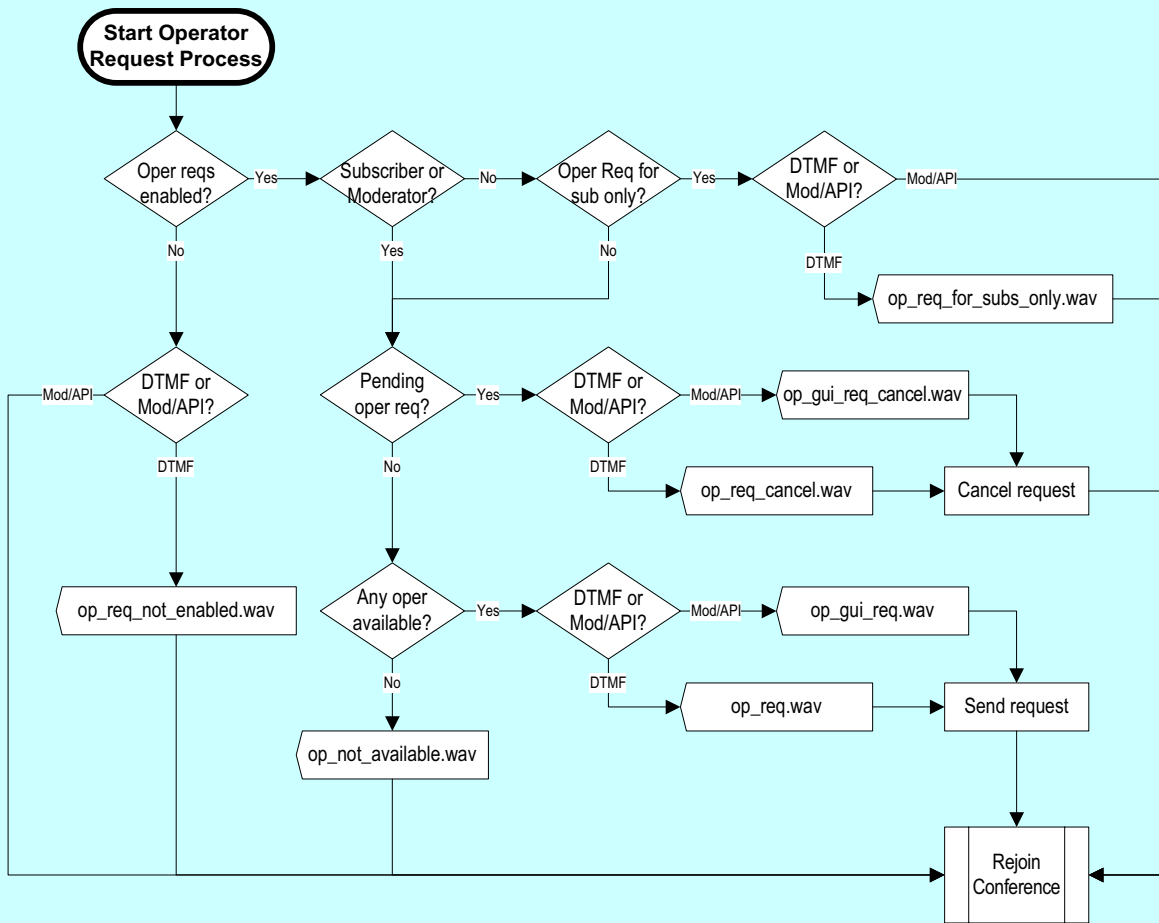 Start Operator
Request Process
Oper reqs
enabled?
Yes
Subscriber or
Moderator?
No
Oper Req for
sub only?
Yes
DTMF or
Mod/API?
Mod/API
No
Yes
No
DTMF
op_req_for_subs_only.wav
Mod/API
DTMF or
Mod/API?
Pending
oper req?
Yes
DTMF or
Mod/API?
Mod/API
op_gui_req_cancel.wav
DTMF
No
DTMF
op_req_cancel.wav
Cancel request
op_req_not_enabled.wav
Any oper
available?
Yes
DTMF or
Mod/API?
Mod/API
op_gui_req.wav
No
DTMF
op_req.wav
Send request
op_not_available.wav
Rejoin
Conference